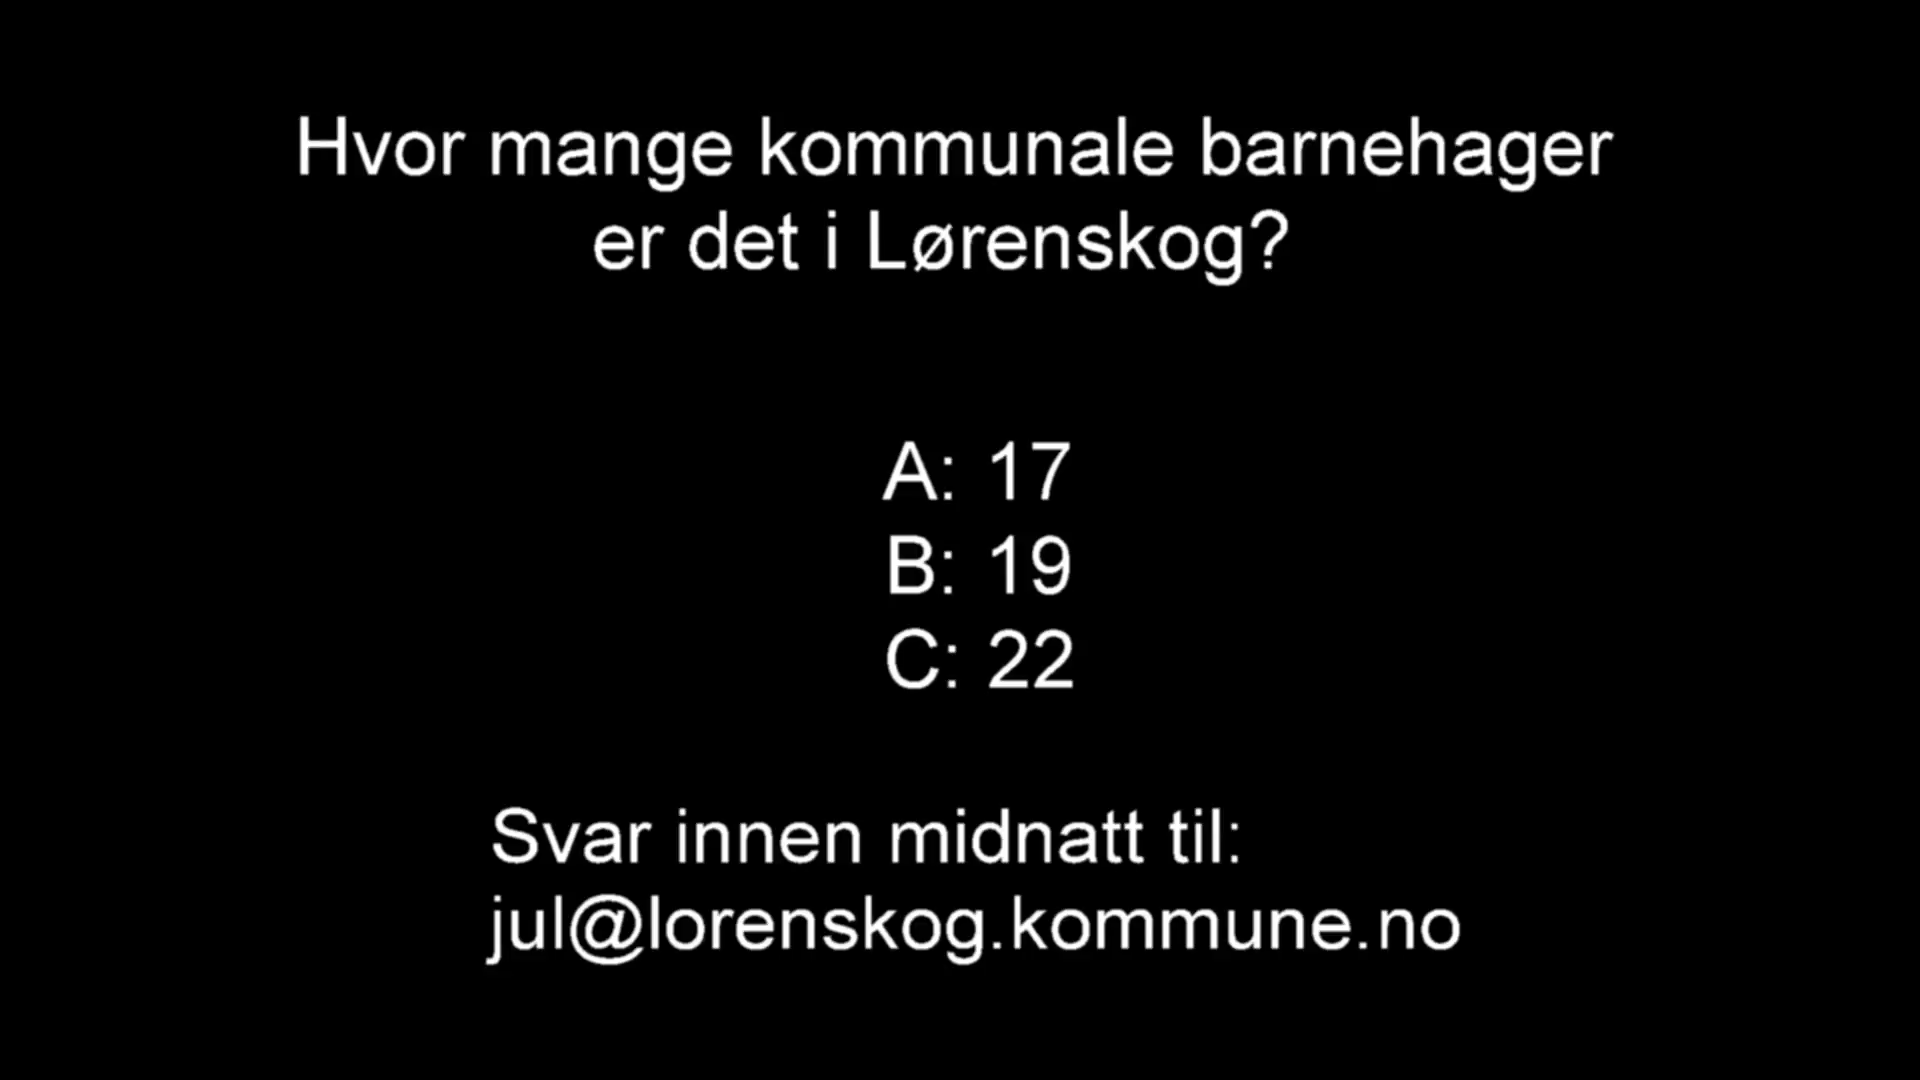 Hvor mange kommunale barnehager
er det i Lørenskog?
A: 17
B: 19
C: 22
Svar innen midnatt til:
jul@lorenskog.kommune.no